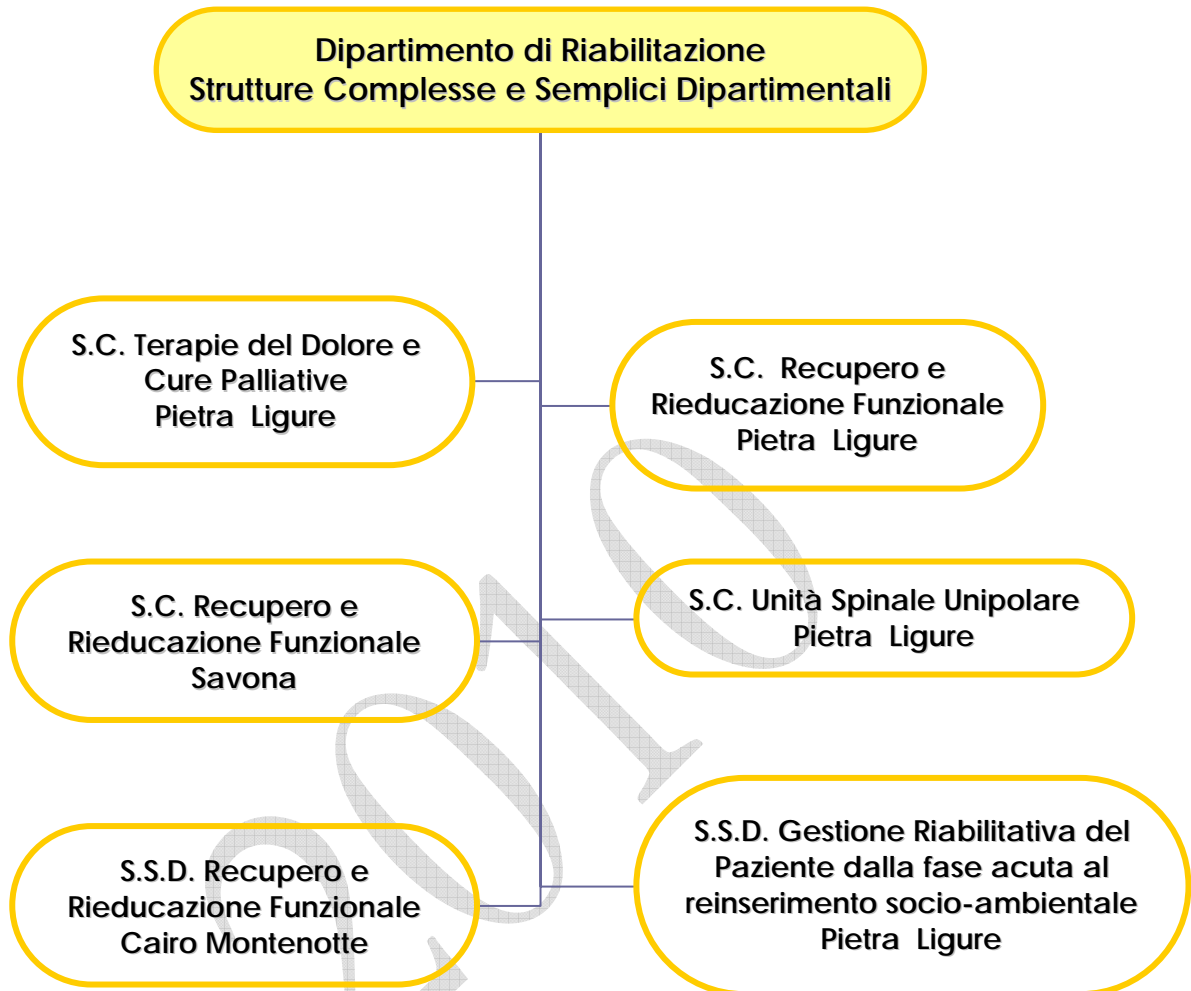 Dipartimento di Riabilitazione
Strutture Complesse e Semplici Dipartimentali
S.C. Terapie del Dolore e
Cure Palliative
Pietra Ligure
S.C. Recupero e
Rieducazione Funzionale
Pietra Ligure
S.C. Recupero e
Rieducazione Funzionale
Savona
S.C. Unità Spinale Unipolare
Pietra Ligure
S.S.D. Recupero e
Rieducazione Funzionale
Cairo Montenotte
S.S.D. Gestione Riabilitativa del
Paziente dalla fase acuta al
reinserimento socio-ambientale
Pietra Ligure
2010